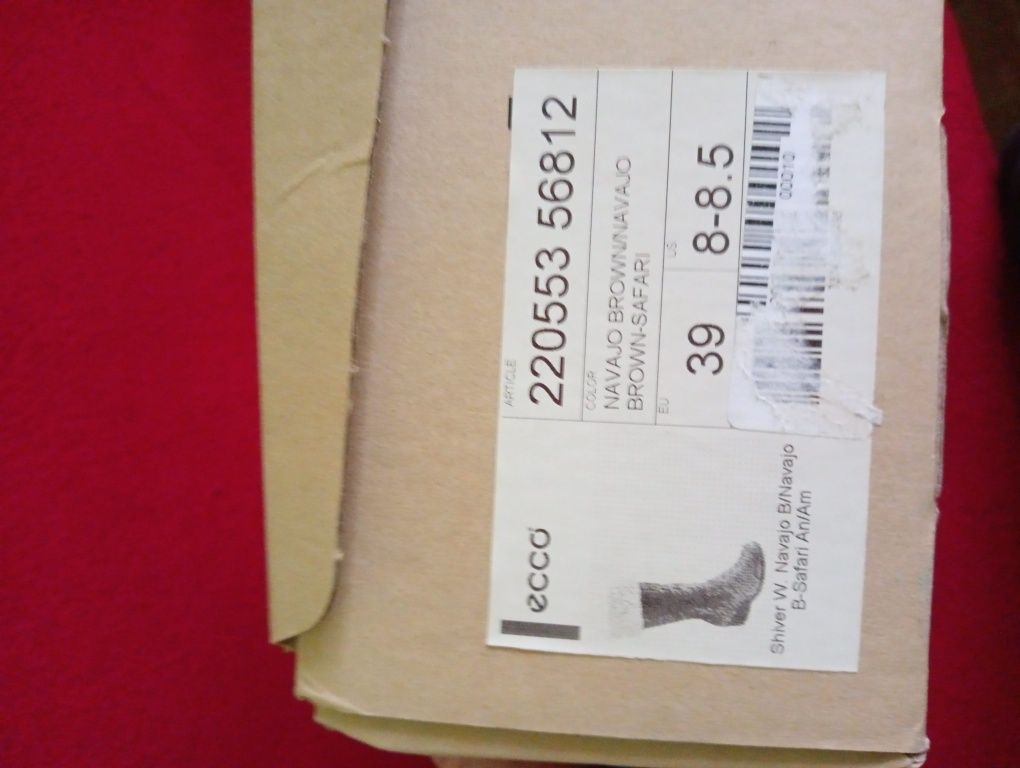 ARTICLE
220553 56812
COLOR
NAVAJO BROWN/NAVAJO
BROWN-SAFARI
EU
39
US
8-8.5
000010
ecco
Shiver W. Navajo B/Navajo
B-Safari An/Am